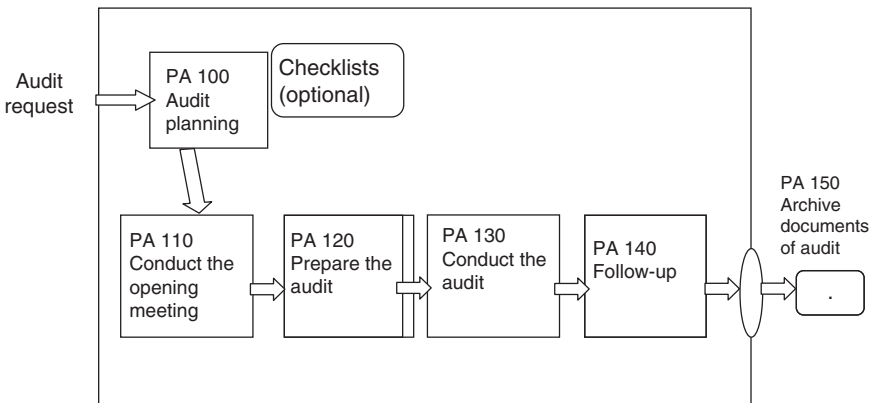 Audit
request
PA 100
Audit
planning
Checklists
(optional)
PA 110
Conduct the
opening
meeting
PA 120
Prepare the
audit
PA 130
Conduct the
audit
PA 140
Follow-up
PA 150
Archive
documents
of audit
.